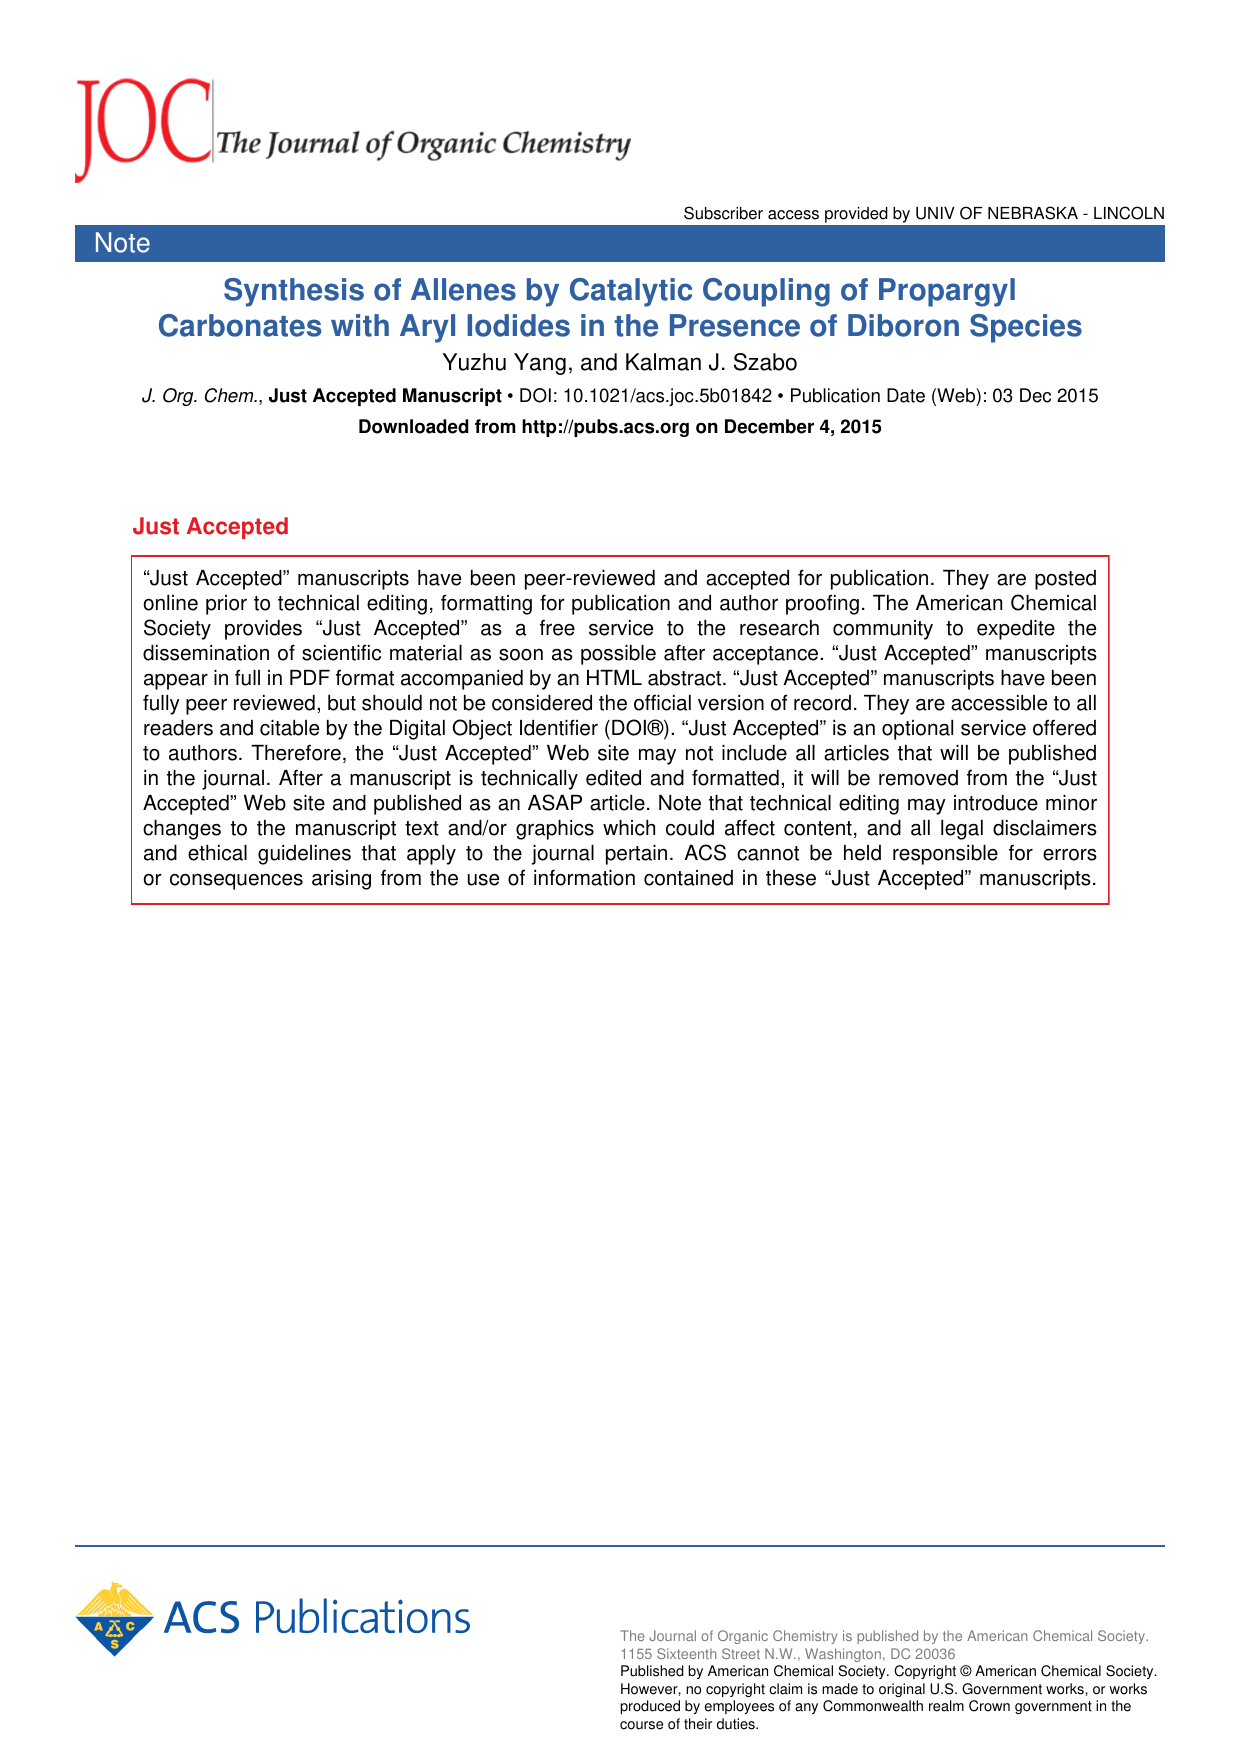 JOC The Journal of Organic Chemistry
Subscriber access provided by UNIV OF NEBRASKA - LINCOLN
Note
Synthesis of Allenes by Catalytic Coupling of Propargyl
Carbonates with Aryl Iodides in the Presence of Diboron Species
Yuzhu Yang, and Kalman J. Szabo
J. Org. Chem., Just Accepted Manuscript • DOI: 10.1021/acs.joc.5b01842 • Publication Date (Web): 03 Dec 2015
Downloaded from http://pubs.acs.org on December 4, 2015
Just Accepted
“Just Accepted” manuscripts have been peer-reviewed and accepted for publication. They are posted
online prior to technical editing, formatting for publication and author proofing. The American Chemical
Society provides “Just Accepted” as a free service to the research community to expedite the
dissemination of scientific material as soon as possible after acceptance. “Just Accepted” manuscripts
appear in full in PDF format accompanied by an HTML abstract. “Just Accepted” manuscripts have been
fully peer reviewed, but should not be considered the official version of record. They are accessible to all
readers and citable by the Digital Object Identifier (DOI®). “Just Accepted” is an optional service offered
to authors. Therefore, the “Just Accepted” Web site may not include all articles that will be published
in the journal. After a manuscript is technically edited and formatted, it will be removed from the “Just
Accepted” Web site and published as an ASAP article. Note that technical editing may introduce minor
changes to the manuscript text and/or graphics which could affect content, and all legal disclaimers
and ethical guidelines that apply to the journal pertain. ACS cannot be held responsible for errors
or consequences arising from the use of information contained in these “Just Accepted” manuscripts.
A C S
ACS Publications
The Journal of Organic Chemistry is published by the American Chemical Society.
1155 Sixteenth Street N.W., Washington, DC 20036
Published by American Chemical Society. Copyright © American Chemical Society.
However, no copyright claim is made to original U.S. Government works, or works
produced by employees of any Commonwealth realm Crown government in the
course of their duties.